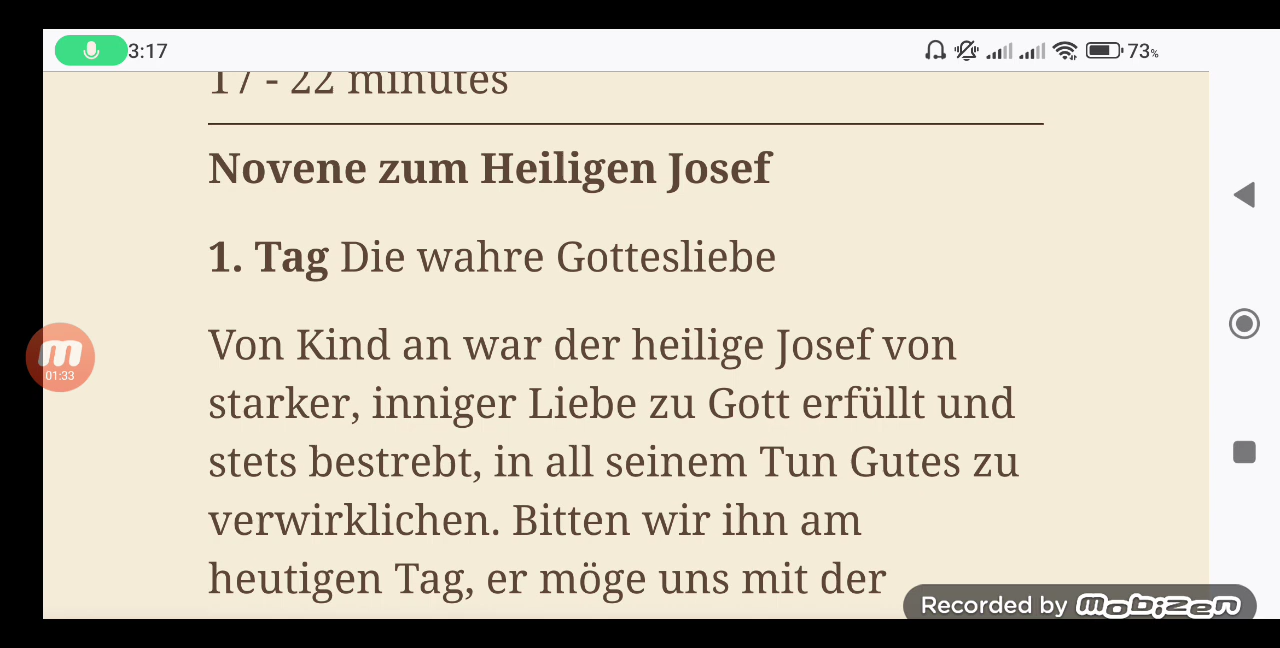 3:17
73%
17 - 22 minutes
Novene zum Heiligen Josef
1. Tag Die wahre Gottesliebe
Von Kind an war der heilige Josef von
starker, inniger Liebe zu Gott erfüllt und
stets bestrebt, in all seinem Tun Gutes zu
verwirklichen. Bitten wir ihn am
heutigen Tag, er möge uns mit der
m
01:33
Recorded by Mobizen